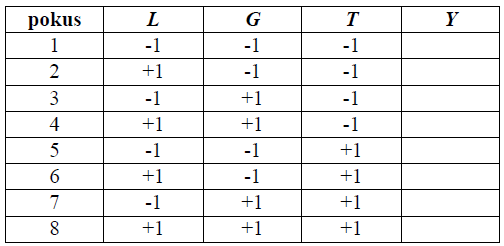 pokus L G T Y
1 -1 -1 -1
2 +1 -1 -1
3 -1 +1 -1
4 +1 +1 -1
5 -1 -1 +1
6 +1 -1 +1
7 -1 +1 +1
8 +1 +1 +1